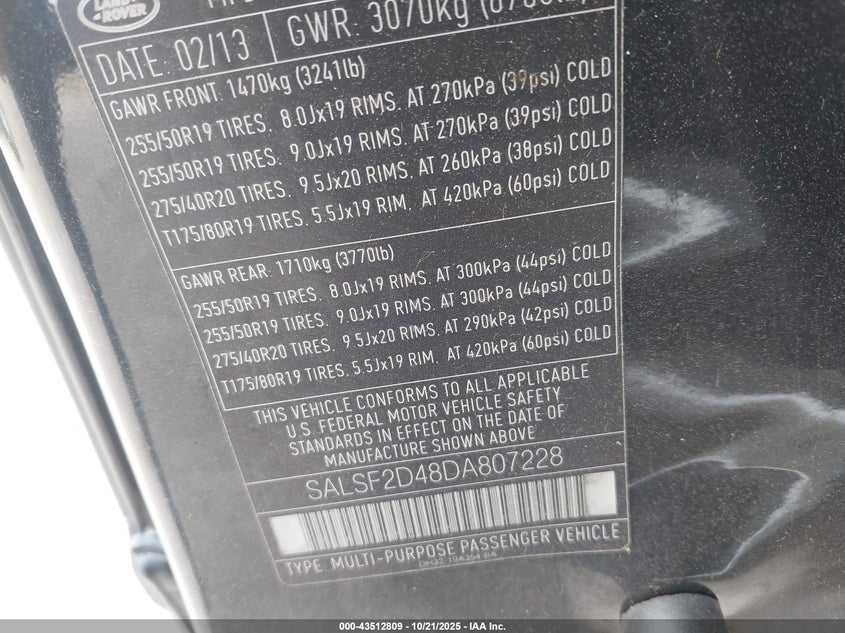 LAND
ROVER
DATE: 02/13
GWR: 3070kg
GAWR FRONT. 1470kg (3241lb)
255/50R19 TIRES. 8.0Jx19 RIMS. AT 270kPa (39psi) COLD
255/50R19 TIRES. 9.0Jx19 RIMS. AT 270kPa (39psi) COLD
275/40R20 TIRES. 9.5Jx20 RIMS. AT 260kPa (38psi) COLD
T175/80R19 TIRES. 5.5Jx19 RIM. AT 420kPa (60psi) COLD
GAWR REAR. 1710kg (3770lb)
255/50R19 TIRES. 8.0Jx19 RIMS. AT 300kPa (44psi) COLD
255/50R19 TIRES. 9.0Jx19 RIMS. AT 300kPa (44psi) COLD
275/40R20 TIRES. 9.5Jx20 RIMS. AT 290kPa (42psi) COLD
T175/80R19 TIRES. 5.5Jx19 RIM. AT 420kPa (60psi) COLD
THIS VEHICLE CONFORMS TO ALL APPLICABLE
U.S. FEDERAL MOTOR VEHICLE SAFETY
STANDARDS IN EFFECT ON THE DATE OF
MANUFACTURE SHOWN ABOVE
SALSF2D48DA807228
TYPE. MULTI-PURPOSE PASSENGER VEHICLE
000-43512809 - 10/21/2025 - IAA Inc.